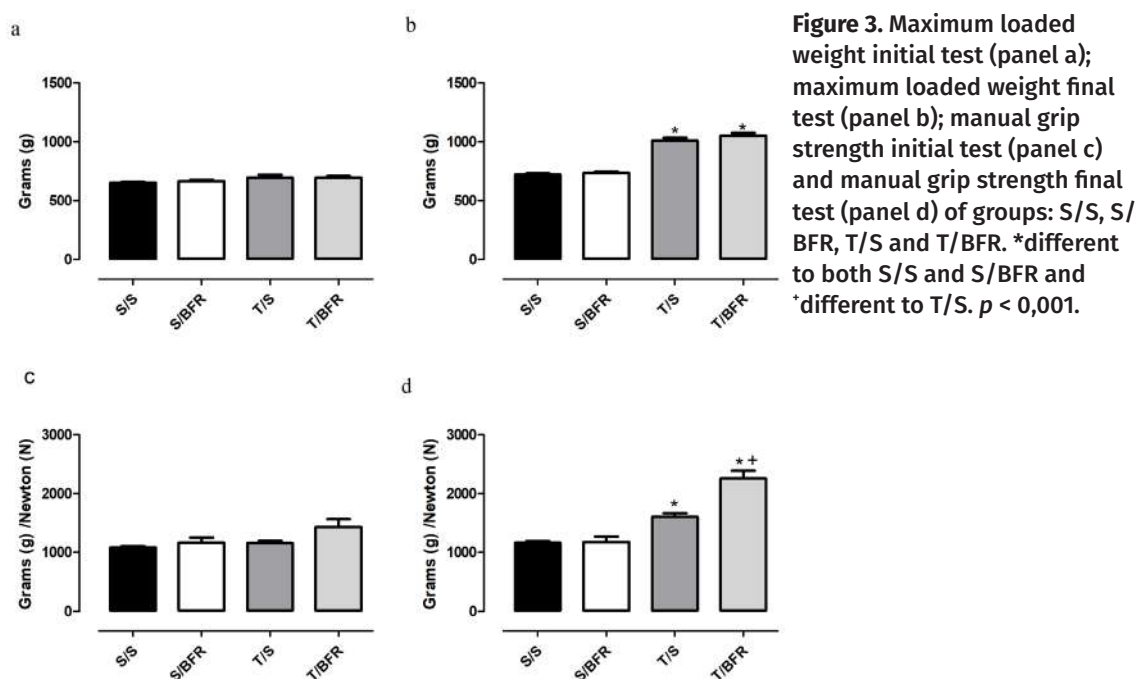 a
1500
1000
500
0
Grams (g)
S/S
S/BFR
T/S
T/BFR
b
1500
1000
500
0
Grams (g)
*
*
S/S
S/BFR
T/S
T/BFR
Figure 3. Maximum loaded
weight initial test (panel a);
maximum loaded weight final
test (panel b); manual grip
strength initial test (panel c)
and manual grip strength final
test (panel d) of groups: S/S, S/
BFR, T/S and T/BFR. *different
to both S/S and S/BFR and
⁺different to T/S. p < 0,001.
c
3000
2000
1000
0
Grams (g) /Newton (N)
S/S
S/BFR
T/S
T/BFR
d
3000
2000
1000
0
Grams (g) /Newton (N)
*
* +
S/S
S/BFR
T/S
T/BFR